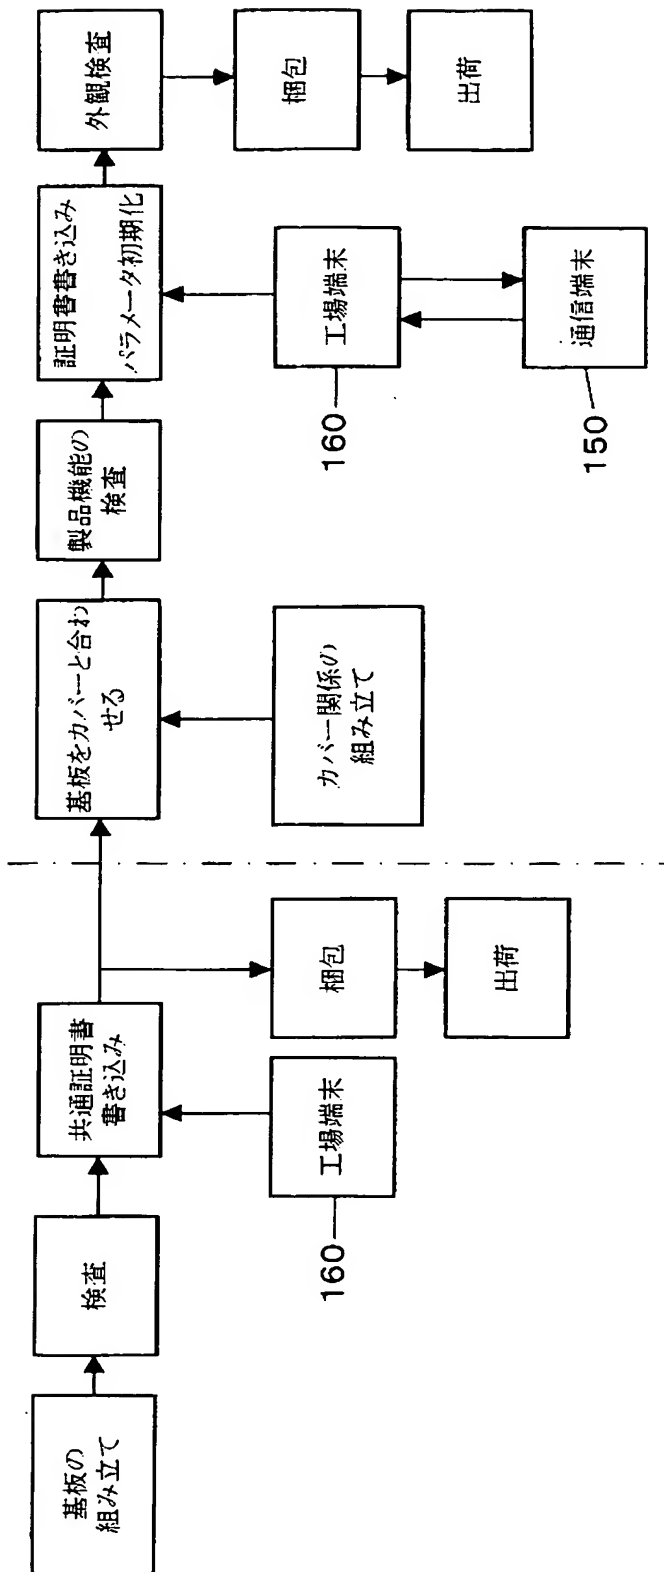 基板の
組み立て
検査
共通証明書
書き込み
工場端末
160
梱包
出荷
基板をカバーと合わ
せる
カバー関係の
組み立て
製品機能の
検査
証明書書き込み
パラメータ初期化
工場端末
160
通信端末
150
外観検査
梱包
出荷